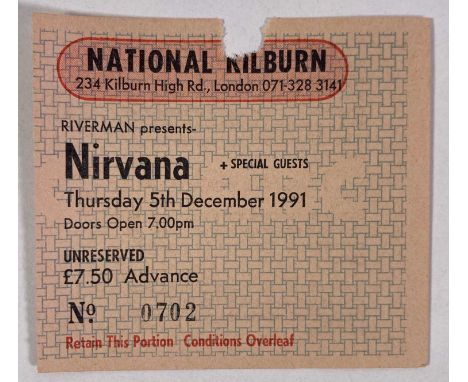 NATIONAL KILBURN
234 Kilburn High Rd., London 071-328 3141
RIVERMAN presents-
Nirvana + SPECIAL GUESTS
Thursday 5th December 1991
Doors Open 7.00pm
UNRESERVED
£7.50 Advance
No. 0702
Retain This Portion Conditions Overleaf